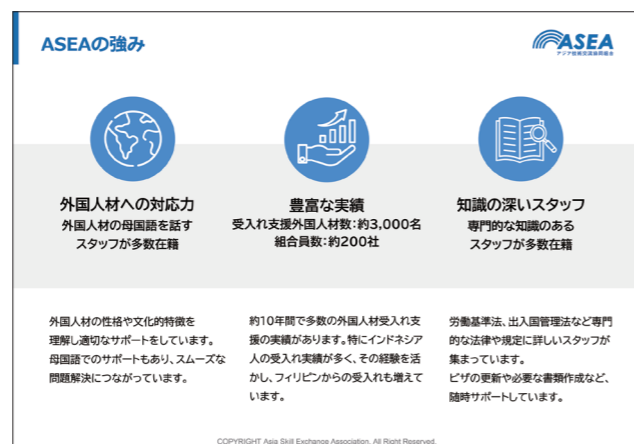 ASEAの強み
ASEA
アジア技術交流協同組合
外国人材への対応力
外国人材の母国語を話す
スタッフが多数在籍
豊富な実績
受入れ支援外国人材数：約3,000名
組合員数：約200社
知識の深いスタッフ
専門的な知識のある
スタッフが多数在籍
外国人材の性格や文化的特徴を
理解し適切なサポートをしています。
母国語でのサポートもあり、スムーズな
問題解決につながっています。
約10年間で多数の外国人材受入れ支
援の実績があります。特にインドネシア
人の受入れ実績が多く、その経験を活
かし、フィリピンからの受入れも増えて
います。
労働基準法、出入国管理法など専門
的な法律や規定に詳しいスタッフが
集まっています。
ビザの更新や必要な書類作成など、
随時サポートしています。
COPYRIGHT Asia Skill Exchange Association. All Right Reserved.